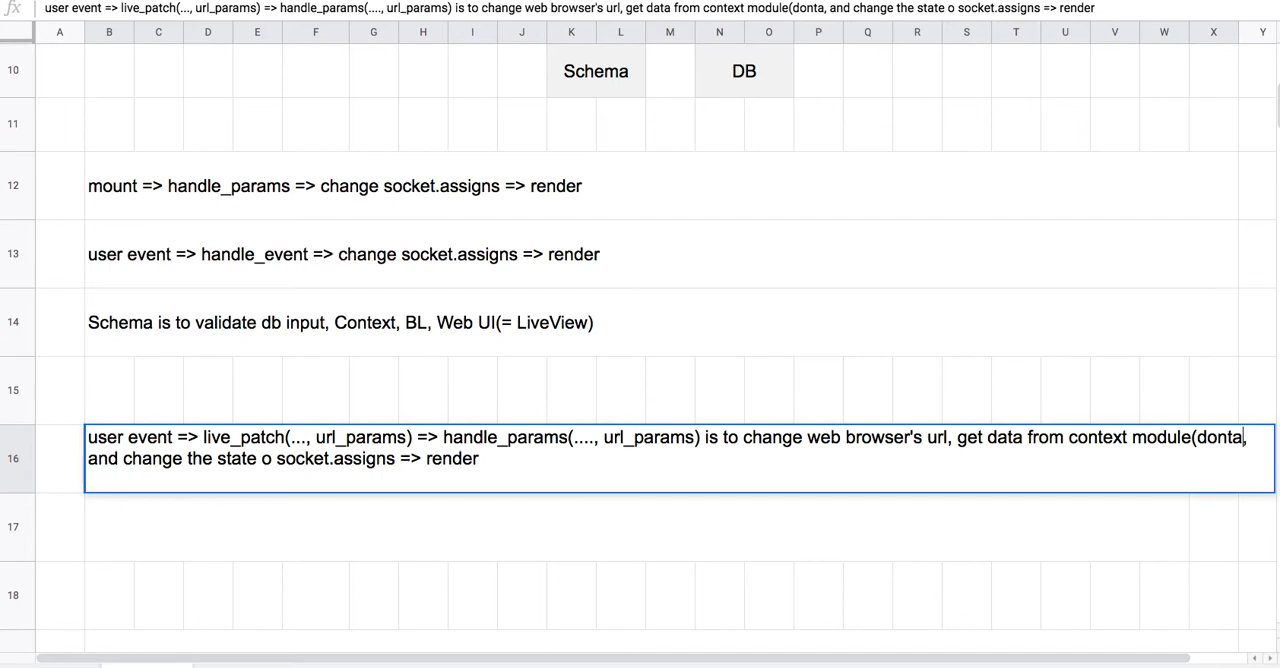 fx user event => live_patch(..., url_params) => handle_params(...., url_params) is to change web browser's url, get data from context module(donta, and change the state o socket.assigns => render
A B C D E F G H I J K L M N O P Q R S T U V W X Y
10 Schema DB
11
12 mount => handle_params => change socket.assigns => render
13 user event => handle_event => change socket.assigns => render
14 Schema is to validate db input, Context, BL, Web UI(= LiveView)
15
user event => live_patch(..., url_params) => handle_params(...., url_params) is to change web browser's url, get data from context module(donta,
16 and change the state o socket.assigns => render
17
18